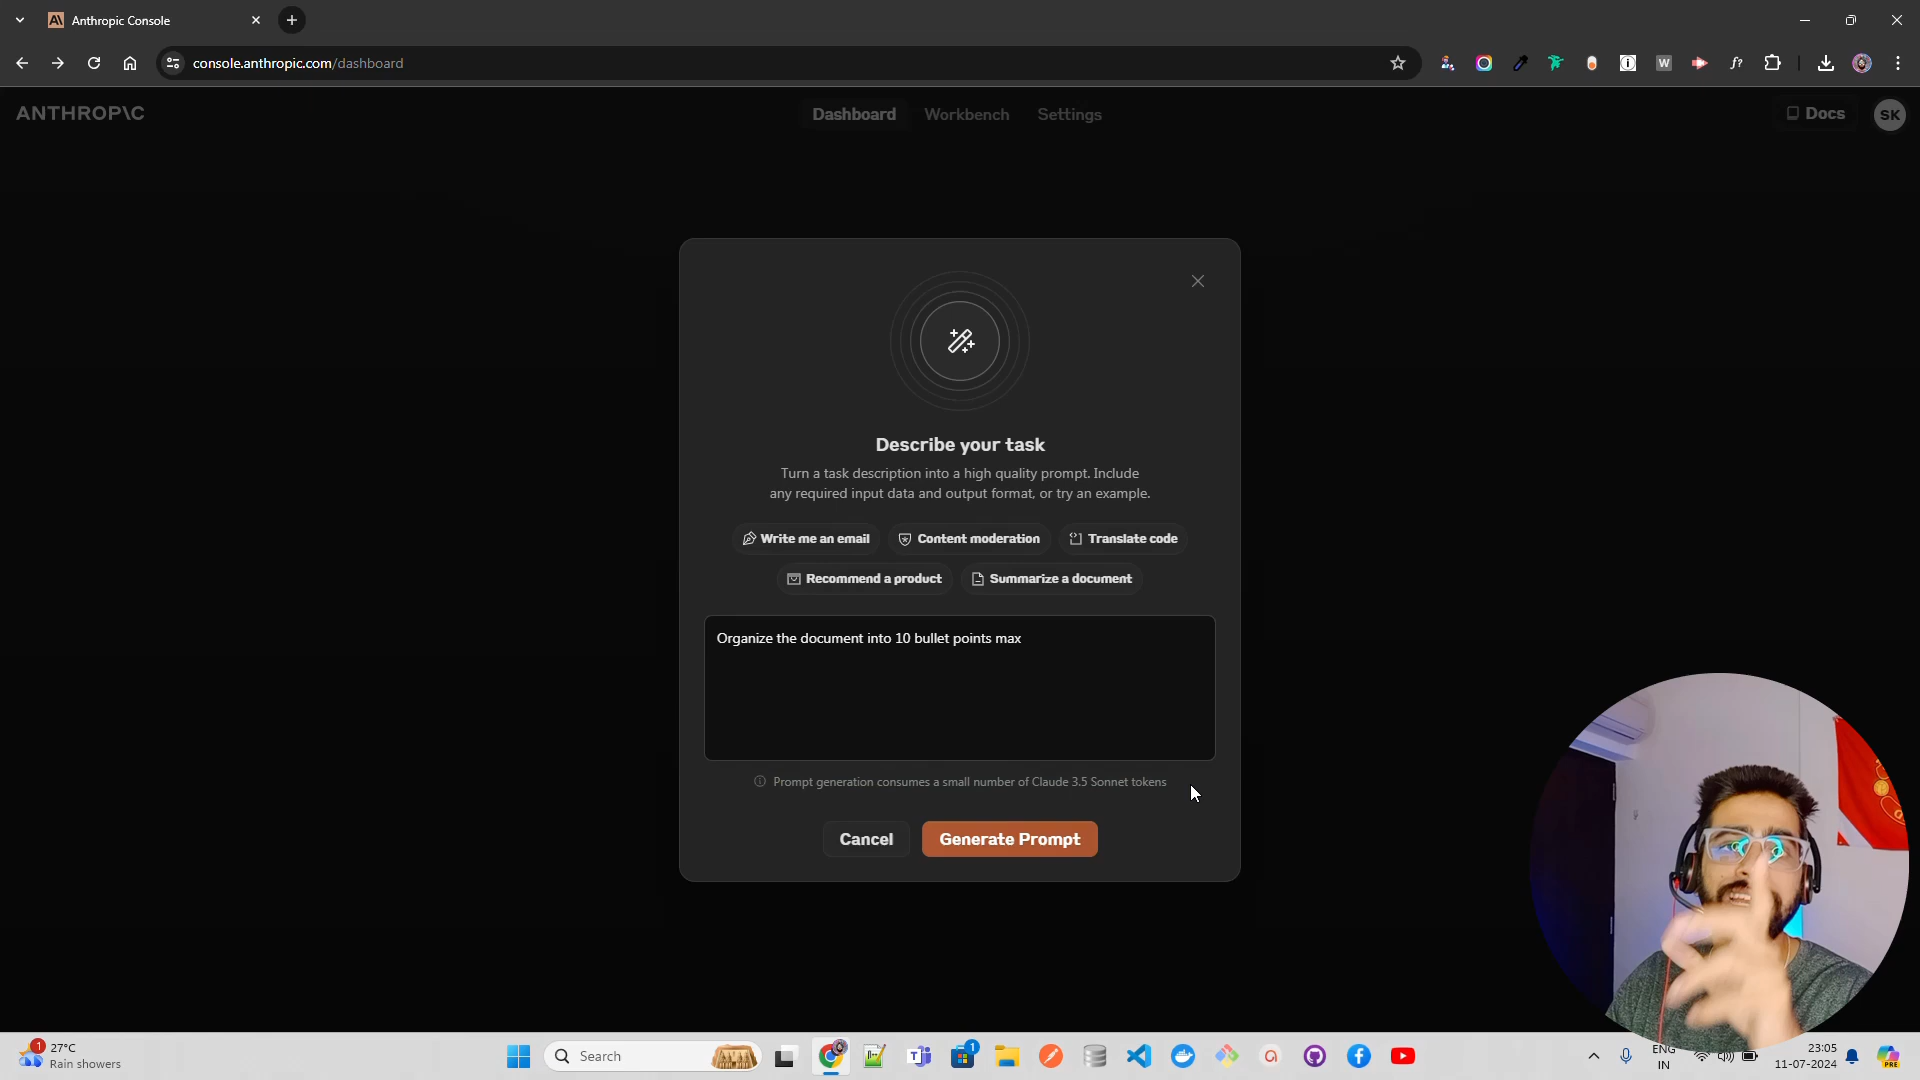 Anthropic Console
console.anthropic.com/dashboard
W
f?
ANTHROP\C
Dashboard
Workbench
Settings
Docs
SK
Describe your task
Turn a task description into a high quality prompt. Include
any required input data and output format, or try an example.
Write me an email
Content moderation
Translate code
Recommend a product
Summarize a document
Organize the document into 10 bullet points max
Prompt generation consumes a small number of Claude 3.5 Sonnet tokens
Cancel
Generate Prompt
1
27°C
Rain showers
Search
1
ENG
IN
23:05
11-07-2024
PRE